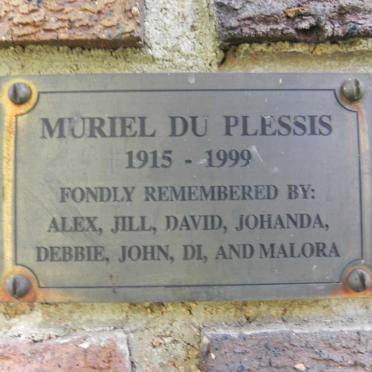 MURIEL DU PLESSIS
1915 - 1999
FONDLY REMEMBERED BY:
ALEX, JILL, DAVID, JOHANDA,
DEBBIE, JOHN, DI, AND MALORA